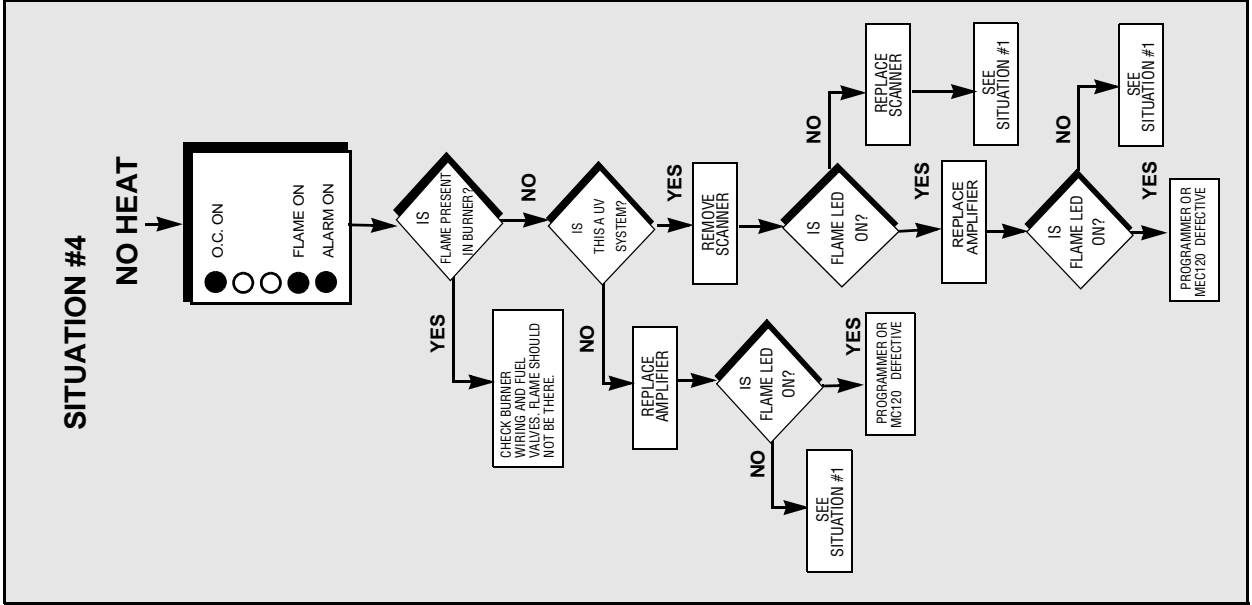 SITUATION #4
NO HEAT
O.C. ON
FLAME ON
ALARM ON
IS
FLAME PRESENT
IN BURNER?
YES
NO
CHECK BURNER
WIRING AND FUEL
VALVES. FLAME SHOULD
NOT BE THERE.
IS
THIS A UV
SYSTEM?
NO
YES
REPLACE
AMPLIFIER
REMOVE
SCANNER
IS
FLAME LED
ON?
NO
YES
SEE
SITUATION #1
PROGRAMMER OR
MC120 DEFECTIVE
IS
FLAME LED
ON?
NO
YES
REPLACE
SCANNER
SEE
SITUATION #1
REPLACE
AMPLIFIER
IS
FLAME LED
ON?
NO
YES
SEE
SITUATION #1
PROGRAMMER OR
MEC120 DEFECTIVE